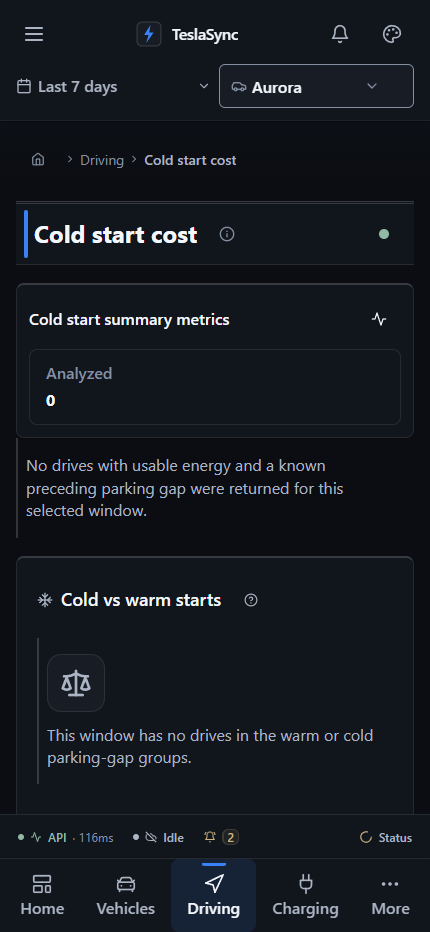 TeslaSync
Last 7 days
Aurora
Driving
Cold start cost
Cold start cost
Cold start summary metrics
Analyzed
0
No drives with usable energy and a known
preceding parking gap were returned for this
selected window.
Cold vs warm starts
This window has no drives in the warm or cold
parking-gap groups.
API · 116ms
Idle
2
Status
Home
Vehicles
Driving
Charging
More